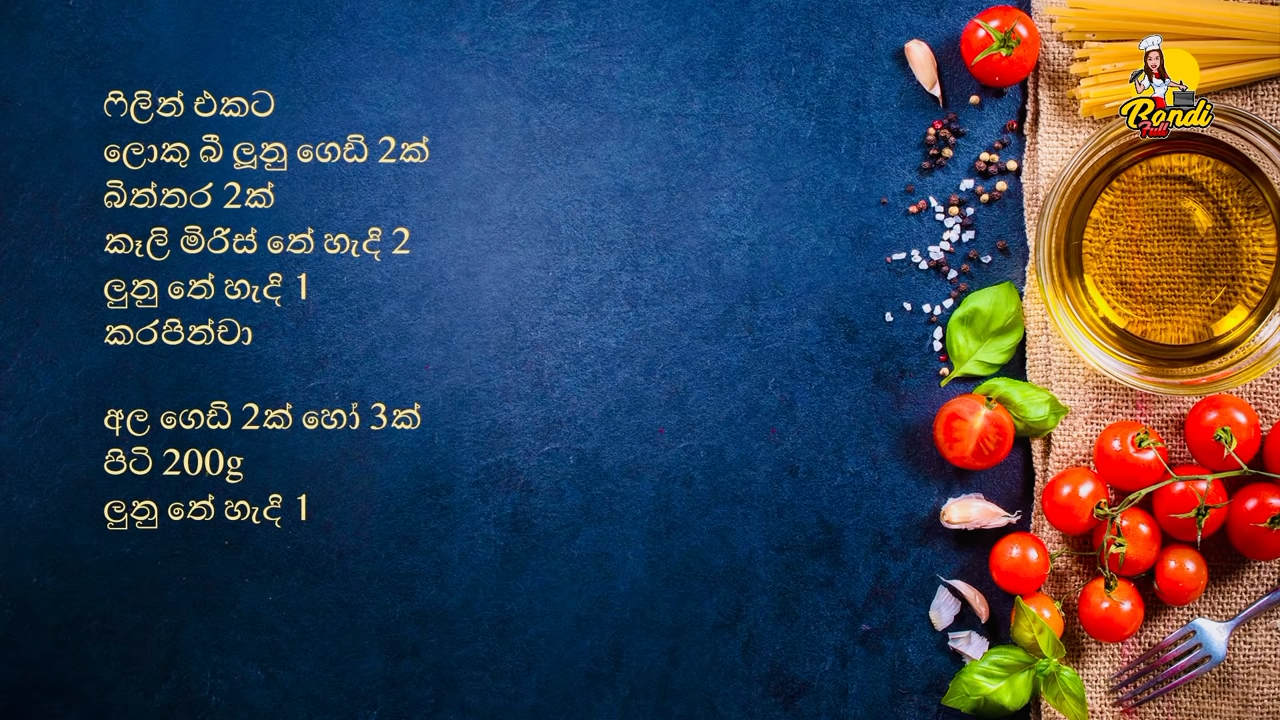 ෆිලින් එකට
ලොකු බී ලූනු ගෙඩි 2ක්
බිත්තර 2ක්
කෑලි මිරිස් තේ හැදි 2
ලුනු තේ හැදි 1
කරපින්චා
අල ගෙඩි 2ක් හෝ 3ක්
පිටි 200g
ලුනු තේ හැදි 1
Bandi
Full